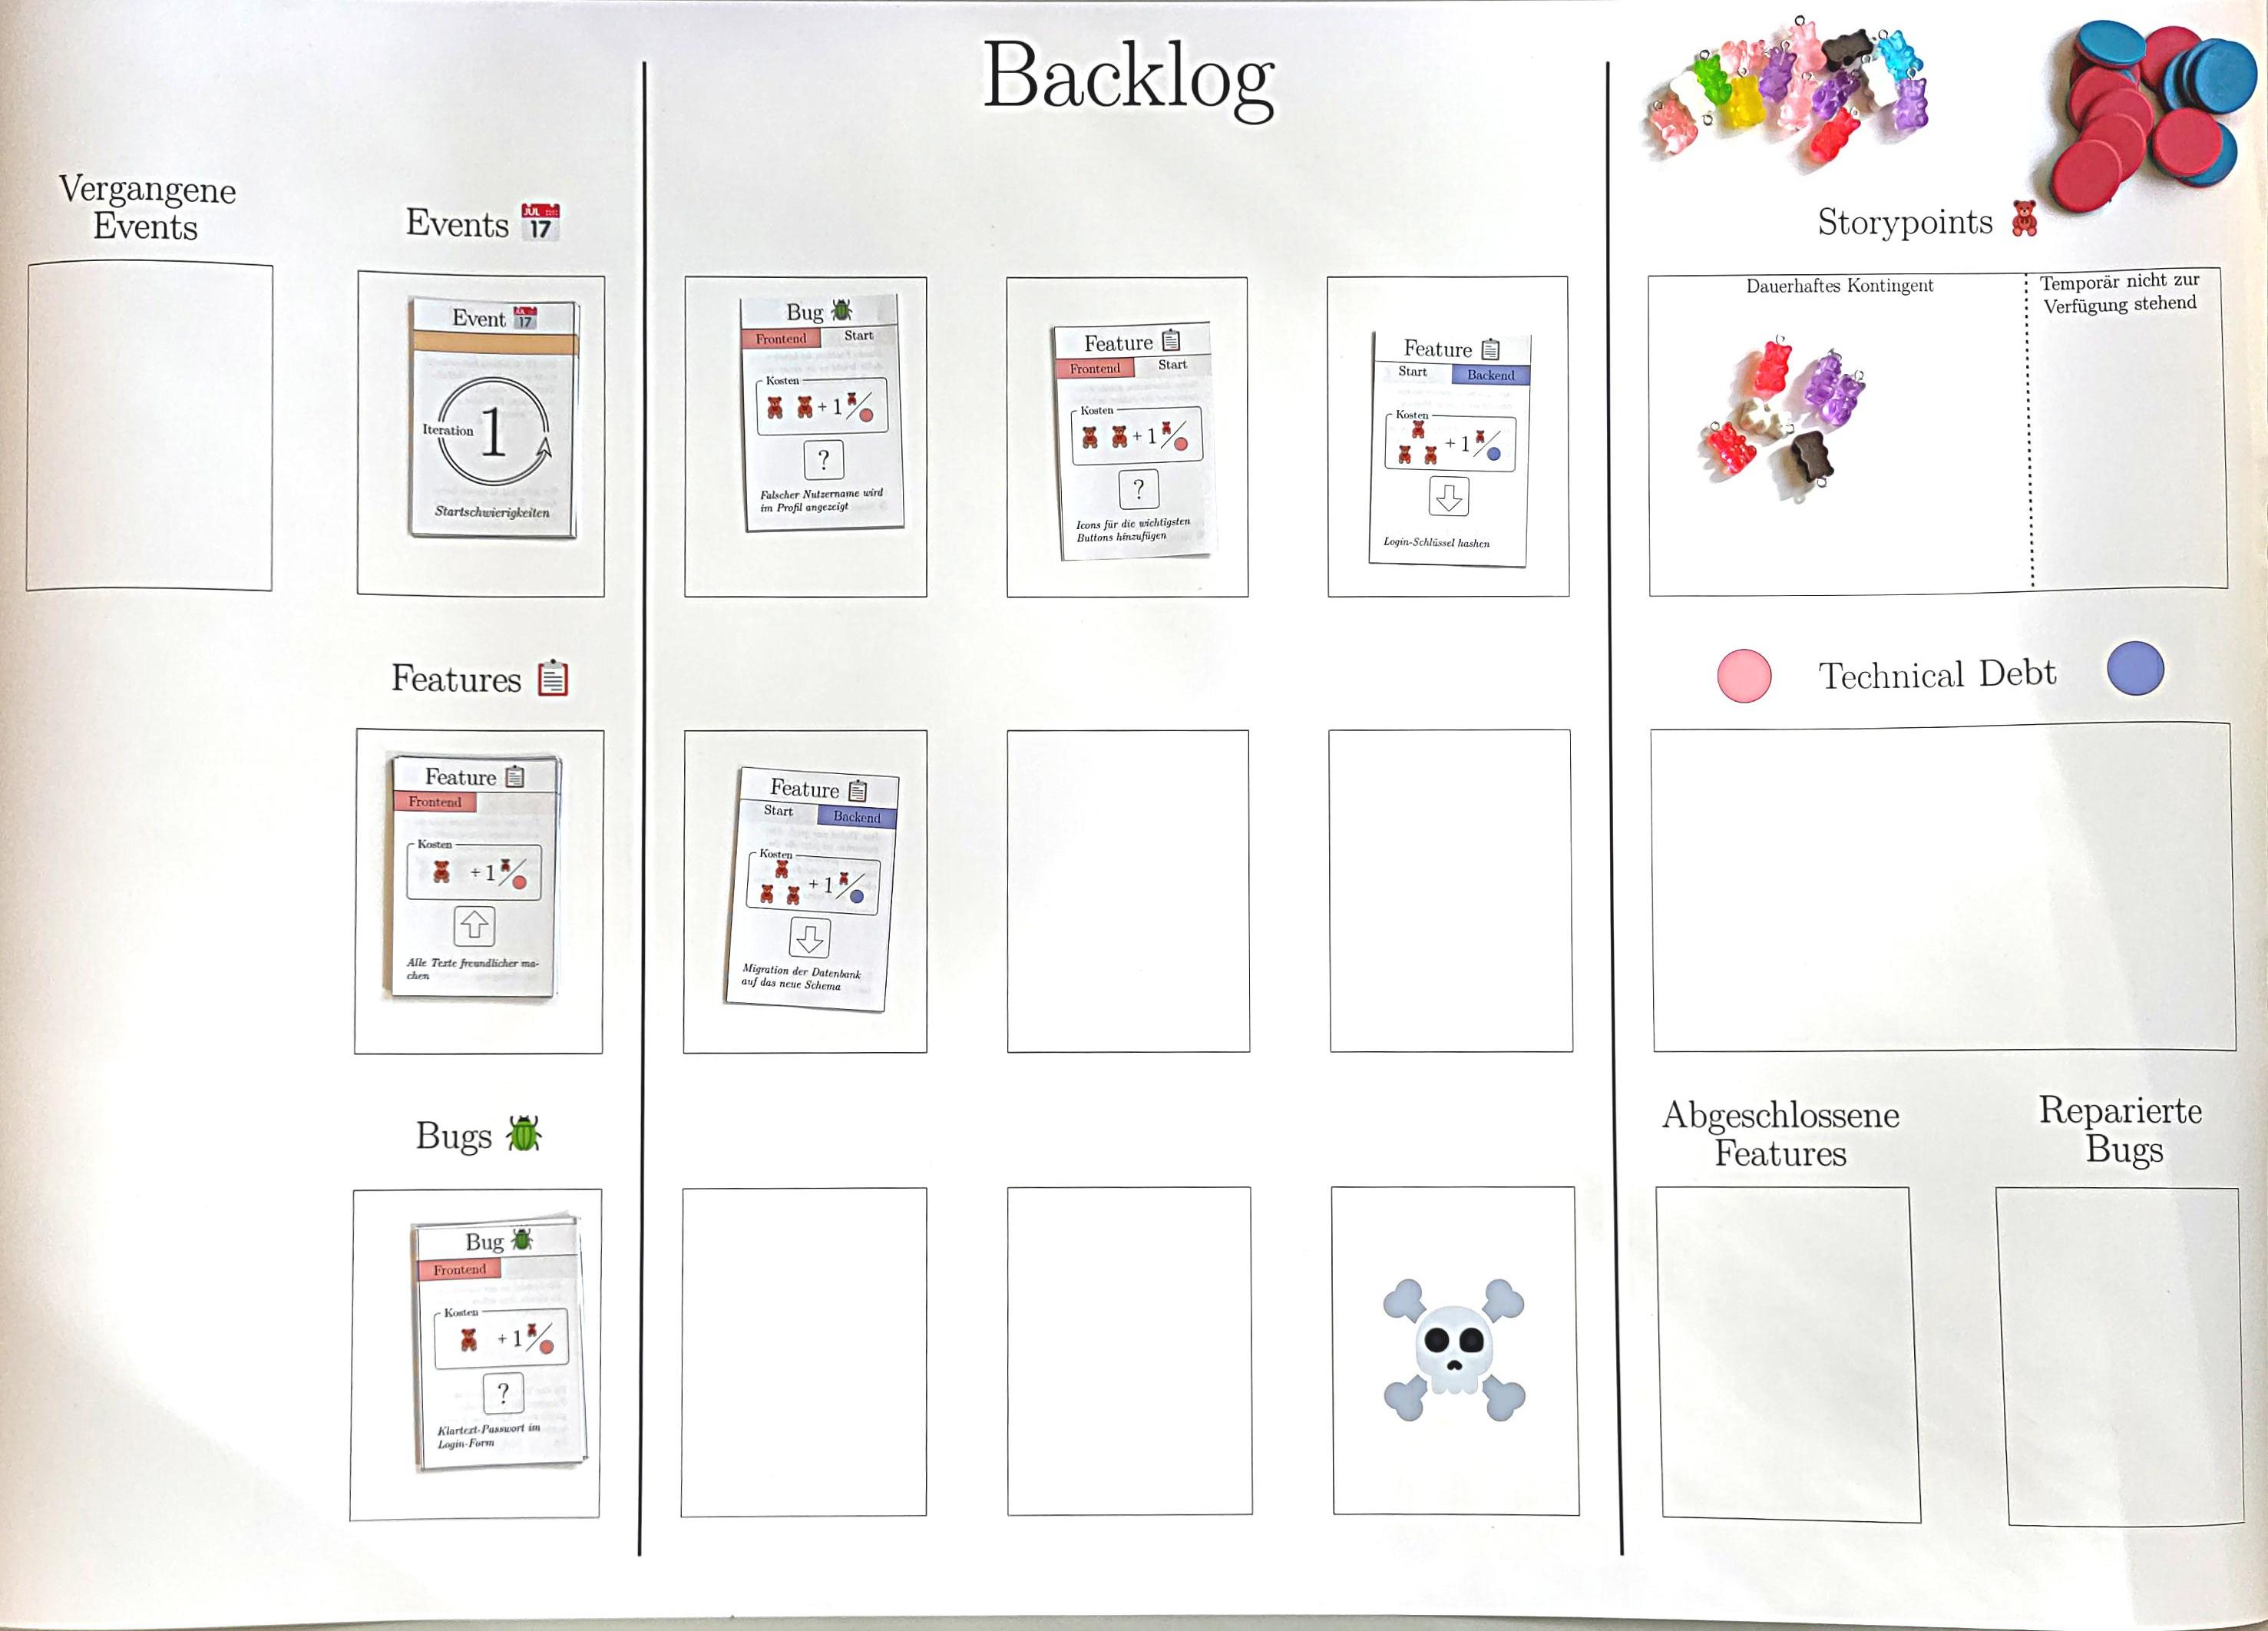 Backlog
Vergangene
Events
Events
JUL
17
Storypoints
Dauerhaftes Kontingent
Temporär nicht zur
Verfügung stehend
Event
17
Iteration
1
Startschwierigkeiten
Bug
Frontend Start
Kosten
+ 1 /
?
Falscher Nutzername wird
im Profil angezeigt
Feature
Frontend Start
Kosten
+ 1 /
?
Icons für die wichtigsten
Buttons hinzufügen
Feature
Start Backend
Kosten
+ 1 /
Login-Schlüssel hashen
Features
Technical Debt
Feature
Frontend
Kosten
+ 1 /
Alle Texte freundlicher ma-
chen
Feature
Start Backend
Kosten
+ 1 /
Migration der Datenbank
auf das neue Schema
Bugs
Abgeschlossene
Features
Reparierte
Bugs
Bug
Frontend
Kosten
+ 1 /
?
Klartext-Passwort im
Login-Form